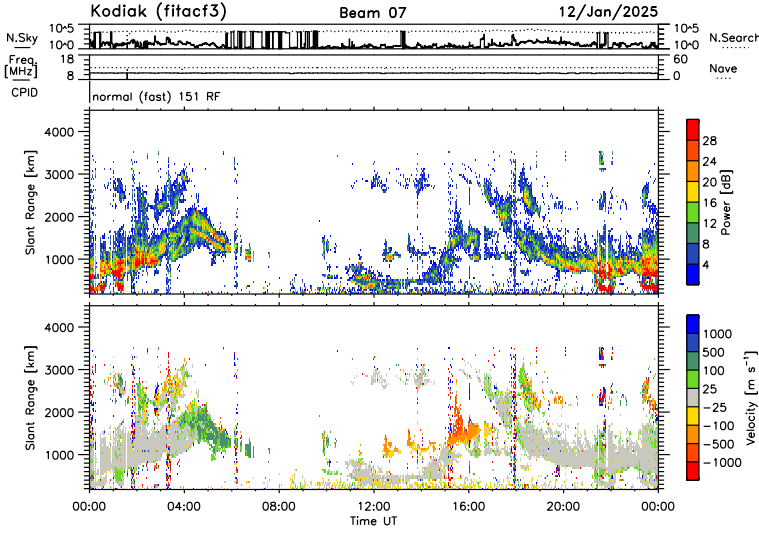 Kodiak (fitacf3)
Beam 07
12/Jan/2025
N.Sky
10^5
10^0
10^5
10^0
N.Search
Freq.
[MHz]
18
8
60
0
Nave
CPID
normal (fast) 151 RF
Slant Range [km]
4000
3000
2000
1000
28
24
20
16
12
8
4
Power [dB]
Slant Range [km]
4000
3000
2000
1000
1000
500
100
25
−25
−100
−500
−1000
Velocity [m s⁻¹]
00:00
04:00
08:00
12:00
16:00
20:00
00:00
Time UT